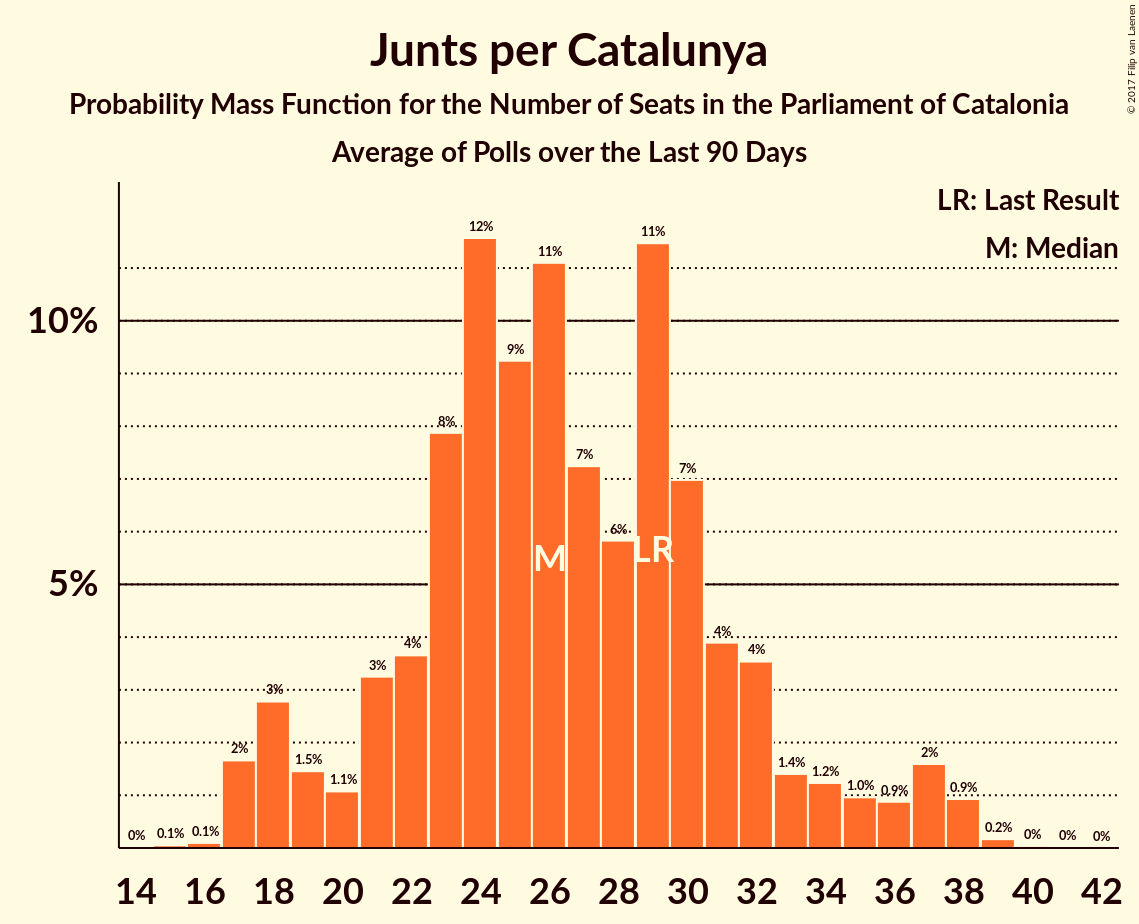 Junts per Catalunya
Probability Mass Function for the Number of Seats in the Parliament of Catalonia
Average of Polls over the Last 90 Days
© 2017 Filip van Laenen
LR: Last Result
M: Median
10%
5%
0% 0.1% 0.1% 2% 3% 1.5% 1.1% 3% 4% 8% 12% 9% 11% 7% 6% 11% 7% 4% 4% 1.4% 1.2% 1.0% 0.9% 2% 0.9% 0.2% 0% 0% 0%
M LR
14 16 18 20 22 24 26 28 30 32 34 36 38 40 42